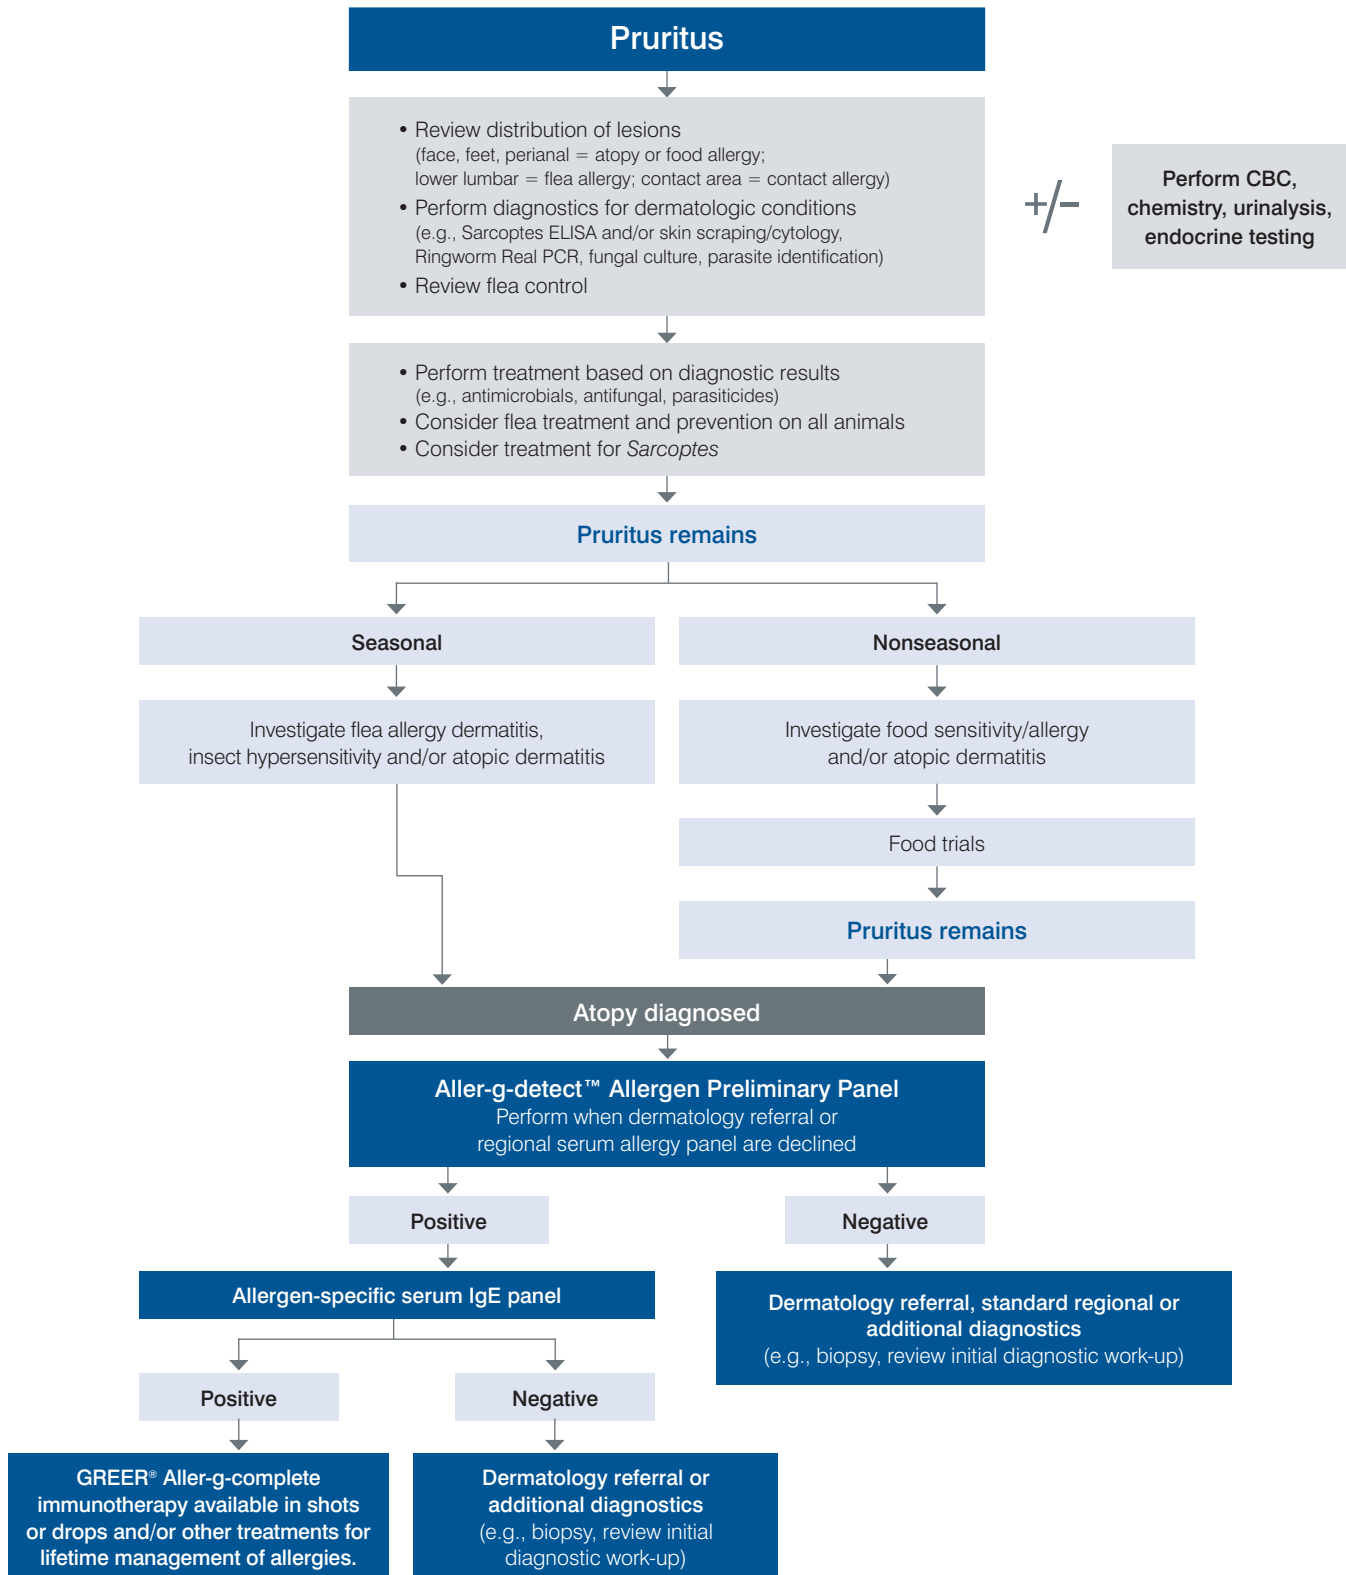 Pruritus
• Review distribution of lesions
(face, feet, perianal = atopy or food allergy;
lower lumbar = flea allergy; contact area = contact allergy)
• Perform diagnostics for dermatologic conditions
(e.g., Sarcoptes ELISA and/or skin scraping/cytology,
Ringworm Real PCR, fungal culture, parasite identification)
• Review flea control
+/-
Perform CBC,
chemistry, urinalysis,
endocrine testing
• Perform treatment based on diagnostic results
(e.g., antimicrobials, antifungal, parasiticides)
• Consider flea treatment and prevention on all animals
• Consider treatment for Sarcoptes
Pruritus remains
Seasonal
Nonseasonal
Investigate flea allergy dermatitis,
insect hypersensitivity and/or atopic dermatitis
Investigate food sensitivity/allergy
and/or atopic dermatitis
Food trials
Pruritus remains
Atopy diagnosed
Aller-g-detect™ Allergen Preliminary Panel
Perform when dermatology referral or
regional serum allergy panel are declined
Positive
Negative
Allergen-specific serum IgE panel
Dermatology referral, standard regional or
additional diagnostics
(e.g., biopsy, review initial diagnostic work-up)
Positive
Negative
GREER® Aller-g-complete
immunotherapy available in shots
or drops and/or other treatments for
lifetime management of allergies.
Dermatology referral or
additional diagnostics
(e.g., biopsy, review initial
diagnostic work-up)